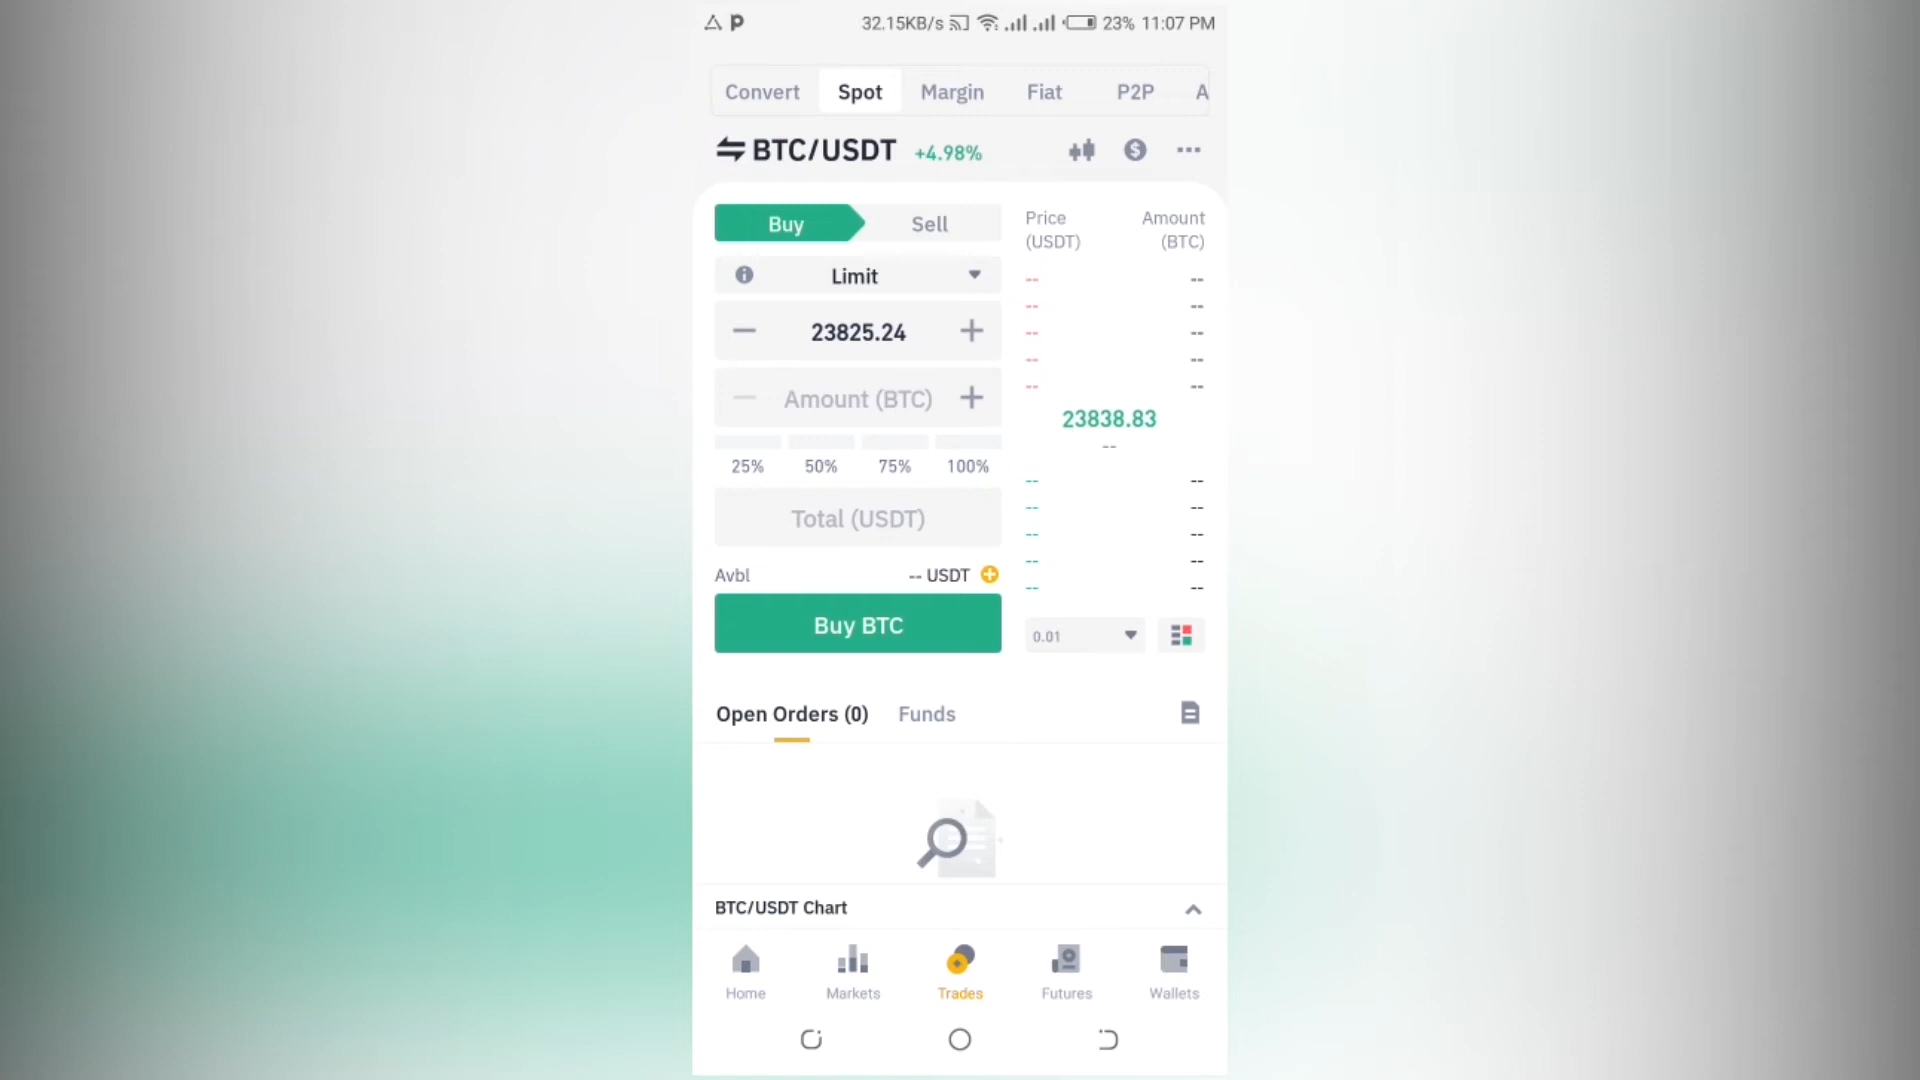 32.15KB/s 23% 11:07 PM
Convert Spot Margin Fiat P2P A
BTC/USDT +4.98%
Buy Sell
Price Amount
(USDT) (BTC)
Limit
-- --
-- --
23825.24
-- --
-- --
-- --
Amount (BTC)
23838.83
--
25% 50% 75% 100%
-- --
-- --
Total (USDT)
-- --
-- --
-- --
Avbl -- USDT
Buy BTC
0.01
Open Orders (0) Funds
BTC/USDT Chart
Home Markets Trades Futures Wallets